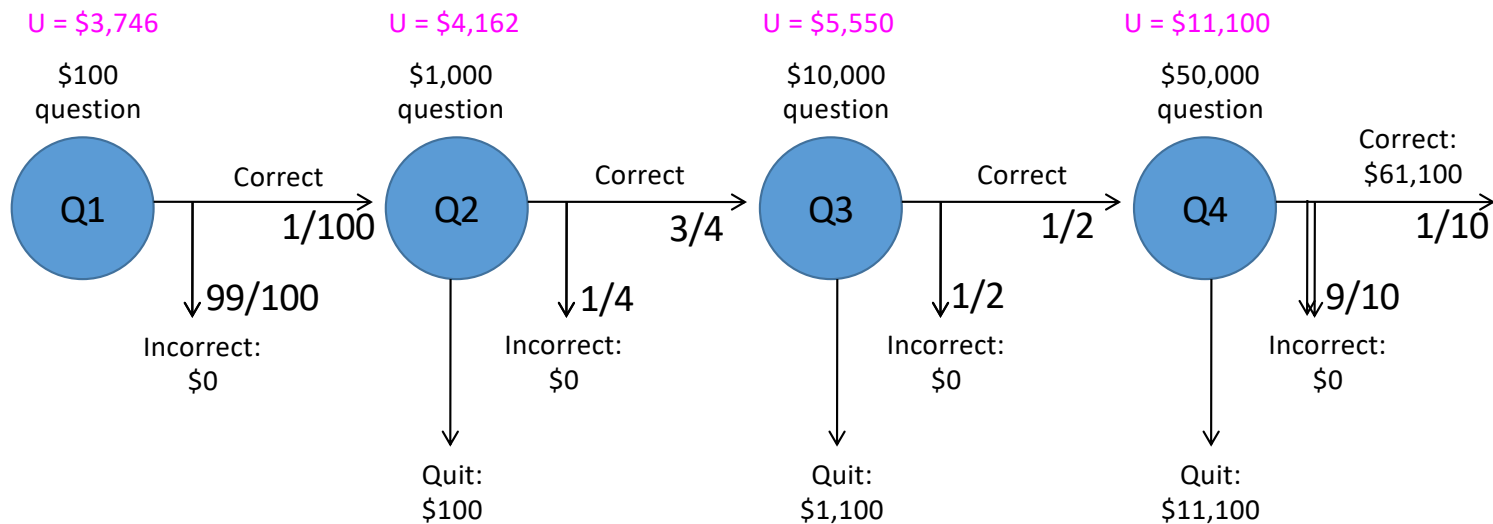 U = $3,746
U = $4,162
U = $5,550
U = $11,100
$100
question
$1,000
question
$10,000
question
$50,000
question
Correct:
$61,100
Q1
Correct
1/100
Q2
Correct
3/4
Q3
Correct
1/2
Q4
1/10
99/100
1/4
1/2
9/10
Incorrect:
$0
Incorrect:
$0
Incorrect:
$0
Incorrect:
$0
Quit:
$100
Quit:
$1,100
Quit:
$11,100